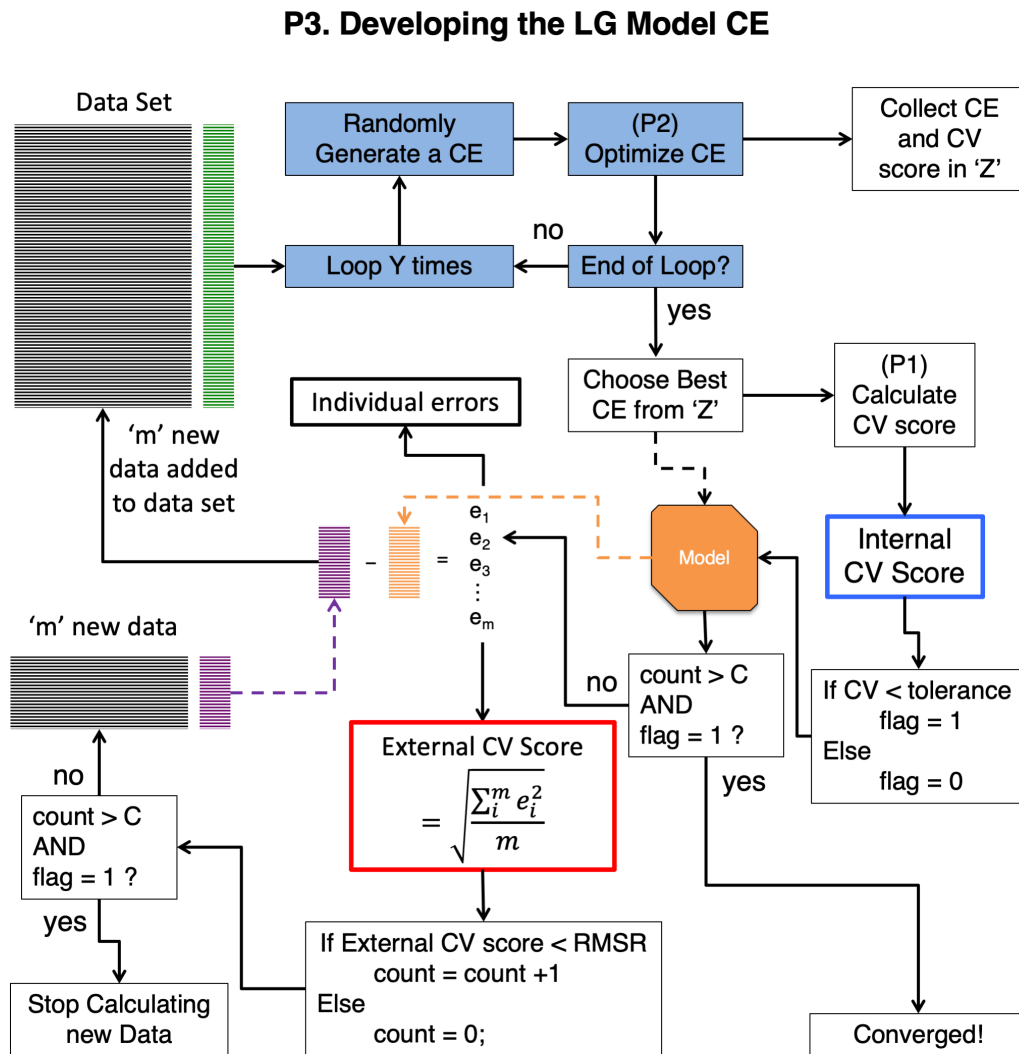 P3. Developing the LG Model CE
Data Set
Randomly
Generate a CE
(P2)
Optimize CE
Collect CE
and CV
score in ‘Z’
Loop Y times
no
End of Loop?
yes
Choose Best
CE from ‘Z’
(P1)
Calculate
CV score
Individual errors
‘m’ new
data added
to data set
–
=
e₁
e₂
e₃
⋮
eₘ
Model
Internal
CV Score
‘m’ new data
If CV < tolerance
flag = 1
Else
flag = 0
count > C
AND
flag = 1 ?
no
yes
External CV Score
= √(∑ᵢᵐ eᵢ² / m)
no
count > C
AND
flag = 1 ?
yes
If External CV score < RMSR
count = count +1
Else
count = 0;
Stop Calculating
new Data
Converged!